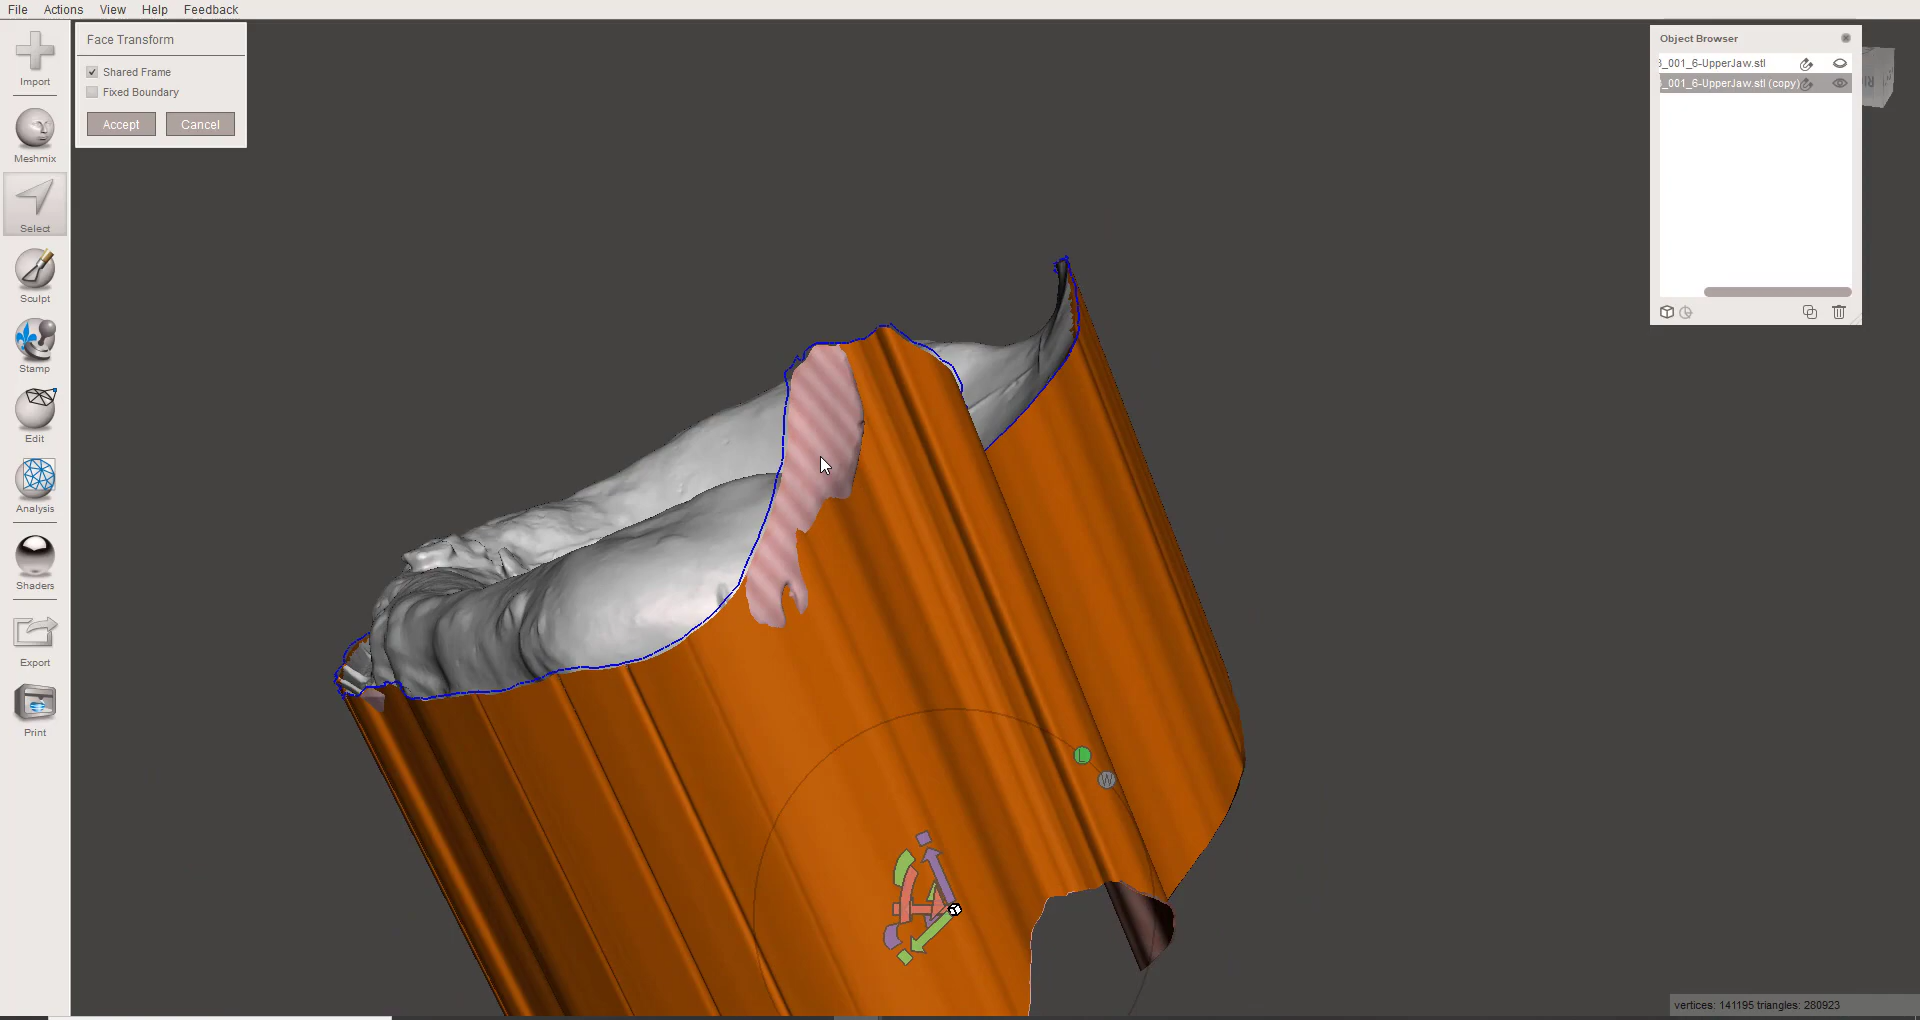 File Actions View Help Feedback
Face Transform
Shared Frame
Fixed Boundary
Accept Cancel
Import
Meshmix
Select
Sculpt
Stamp
Edit
Analysis
Shaders
Export
Print
Object Browser
_001_6-UpperJaw.stl
_001_6-UpperJaw.stl (copy)
L
W
vertices: 141195 triangles: 280923